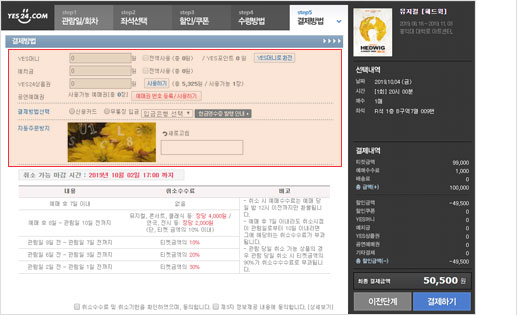 YES24.COM
step1
관람일/회차
step2
좌석선택
step3
할인/쿠폰
step4
수령방법
step5
결제방법
결제방법
YES머니 0 원 전액사용 (총 0원) / YES포인트 0 원 YES머니로 전환
예치금 0 원 전액사용 (총 0원)
YES24상품권 0 원 사용하기 (총 5,325원 / 사용가능 1장)
공연예매권 사용가능 예매권(총 0장) 예매권 번호 등록/사용하기
결제방법선택 신용카드 무통장 입금 입금은행 선택 현금영수증 발행 안내
자동주문방지
새로고침
취소 가능 마감 시간 : 2019년 10월 02일 17:00 까지
내용 취소수수료 비고
예매 후 7일 이내 없음
예매 후 8일 ~ 관람일 10일 전까지
뮤지컬, 콘서트, 클래식 등: 장당 4,000원 /
연극, 전시 등: 장당 2,000원
(단, 티켓금액의 10% 이내)
관람일 9일 전 ~ 관람일 7일 전까지 티켓금액의 10%
관람일 6일 전 ~ 관람일 3일 전까지 티켓금액의 20%
관람일 2일 전 ~ 관람일 1일 전까지 티켓금액의 30%
- 취소 시 예매수수료는 예매 당
일 밤 12시 이전까지만 환불됩니
다.
- 예매 후 7일 이내라도 취소시점
이 관람일로부터 10일 이내라면
그에 해당하는 취소수수료가 부과
됩니다.
- 관람 당일 취소 가능 상품의 경
우 관람 당일 취소 시 티켓금액의
90%가 취소수수료로 부과됩니
다.
취소수수료 및 취소기한을 확인하였으며, 동의합니다. 제3자 정보제공 내용에 동의합니다. [상세보기]
HEDWIG
뮤지컬 [헤드윅]
2019.08.16 ~ 2019.11.03
홍익대 대학로 아트센터
선택내역
날짜 2019.10.04 (금)
시간 [1회] 20시 00분
매수 1매
좌석 R석 1층 B구역 7열 009번
결제내역
티켓금액 99,000
예매수수료 1,000
배송료 0
총 금액(+) 100,000
할인금액 -49,500
할인쿠폰 0
YES머니 0
예치금 0
YES상품권 0
공연예매권 0
기타결제 0
총 할인금액(-) -49,500
최종 결제금액 50,500 원
이전단계
결제하기